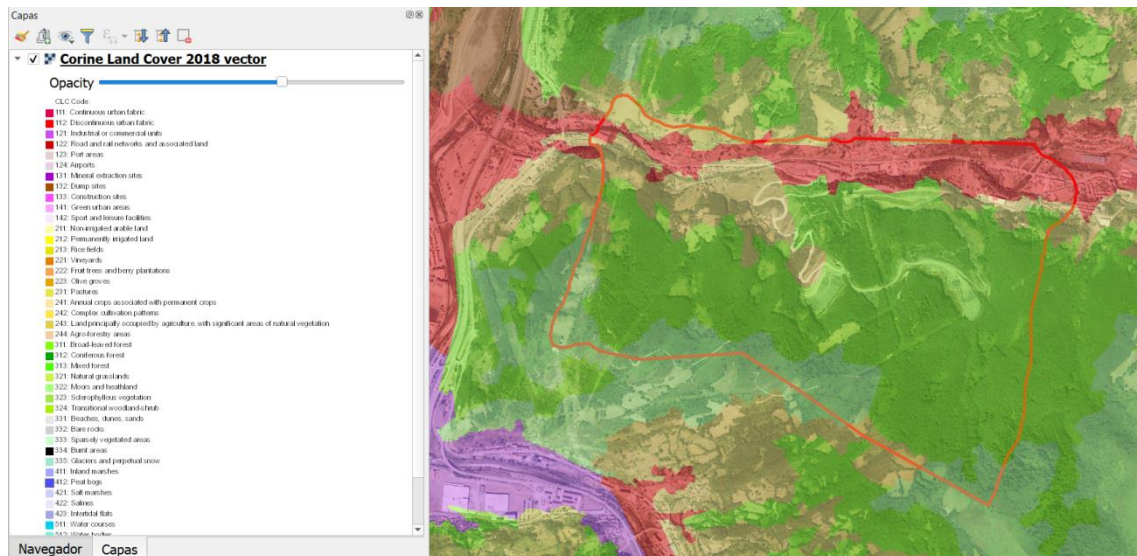 Capas
Corine Land Cover 2018 vector
Opacity
CLC Code
111: Continuous urban fabric
112: Discontinuous urban fabric
121: Industrial or commercial units
122: Road and rail networks and associated land
123: Port areas
124: Airports
131: Mineral extraction sites
132: Dump sites
133: Construction sites
141: Green urban areas
142: Sport and leisure facilities
211: Non-irrigated arable land
212: Permanently irrigated land
213: Rice fields
221: Vineyards
222: Fruit trees and berry plantations
223: Olive groves
231: Pastures
241: Annual crops associated with permanent crops
242: Complex cultivation patterns
243: Land principally occupied by agriculture, with significant areas of natural vegetation
244: Agro-forestry areas
311: Broad-leaved forest
312: Coniferous forest
313: Mixed forest
321: Natural grasslands
322: Moors and heathland
323: Sclerophyllous vegetation
324: Transitional woodland-shrub
331: Beaches, dunes, sands
332: Bare rocks
333: Sparsely vegetated areas
334: Burnt areas
335: Glaciers and perpetual snow
411: Inland marshes
412: Peat bogs
421: Salt marshes
422: Salines
423: Intertidal flats
511: Water courses
512: Water bodies
Navegador
Capas